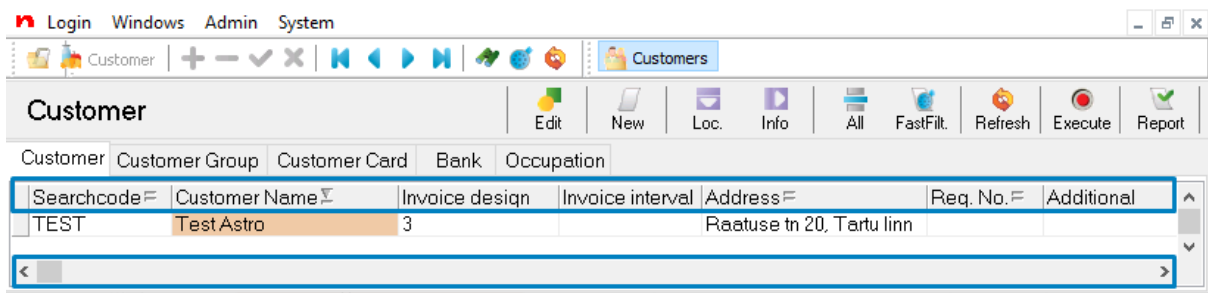 Login Windows Admin System
Customer Customers
Customer Edit New Loc. Info All FastFilt. Refresh Execute Report
Customer Customer Group Customer Card Bank Occupation
Searchcode Customer Name Invoice design Invoice interval Address Reg. No. Additional
TEST Test Astro 3 Raatuse tn 20, Tartu linn